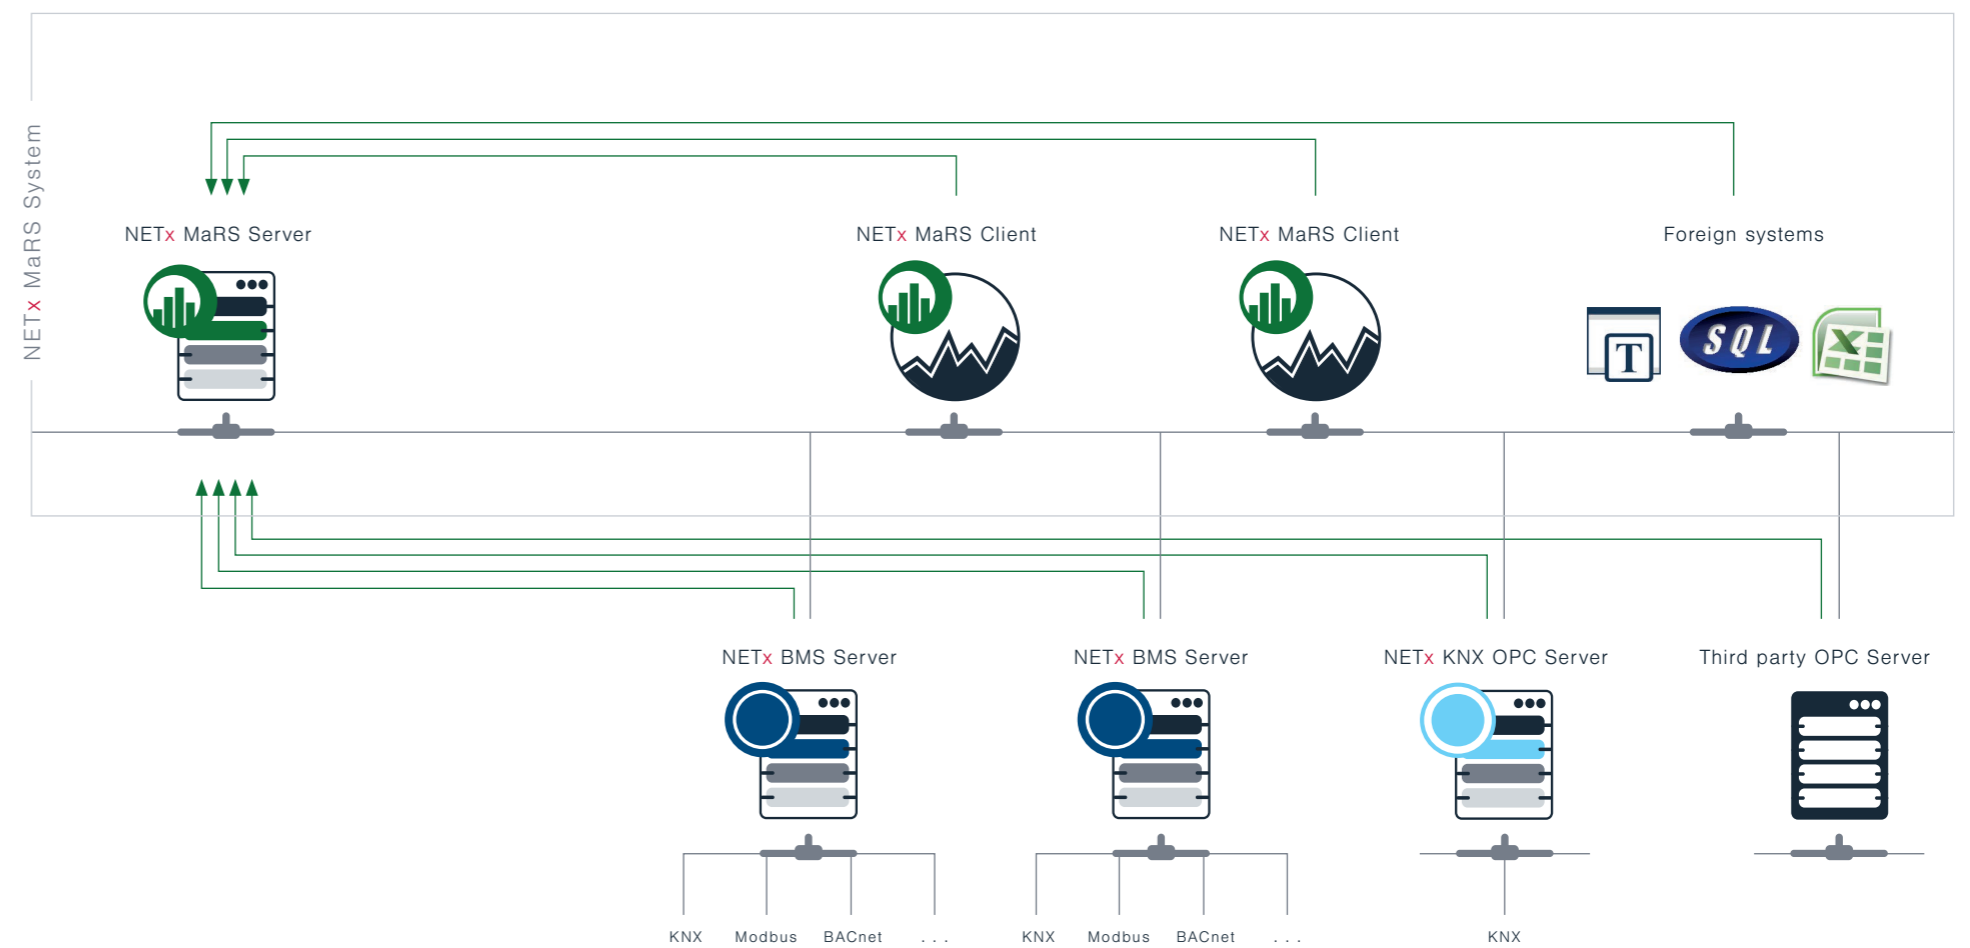 NETx MaRS System
NETx MaRS Server
NETx MaRS Client
NETx MaRS Client
Foreign systems
T
SQL
X
NETx BMS Server
NETx BMS Server
NETx KNX OPC Server
Third party OPC Server
KNX Modbus BACnet ...
KNX Modbus BACnet ...
KNX